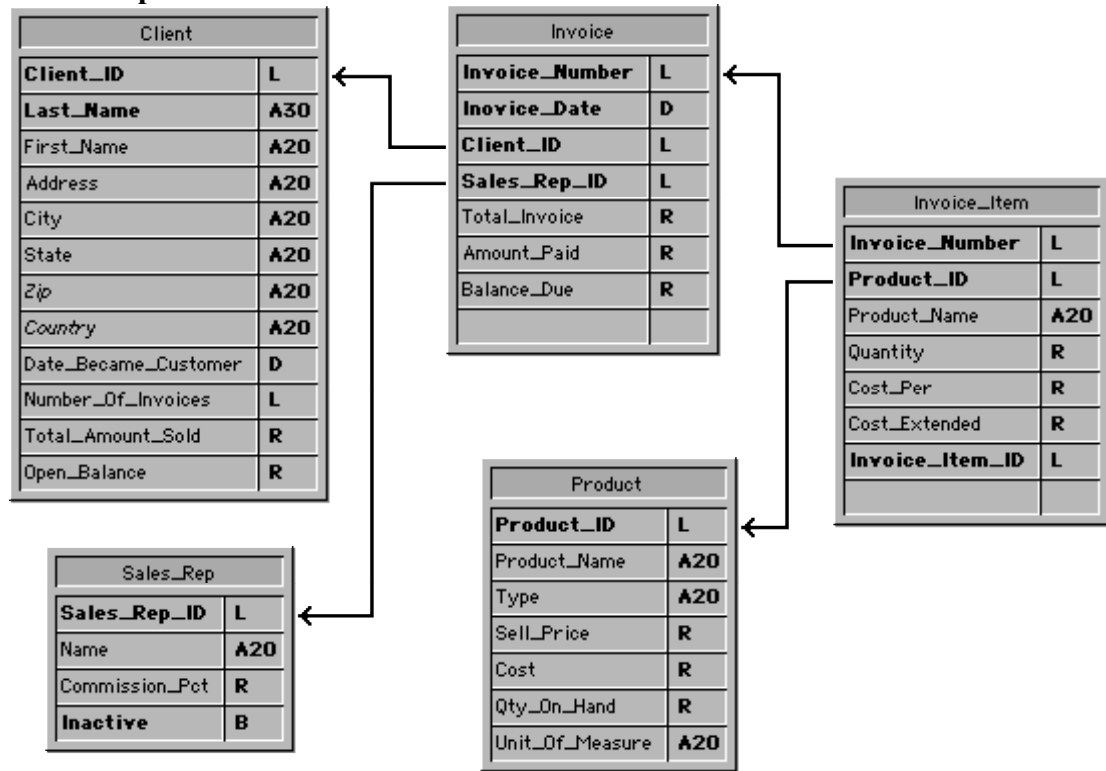 Client
Client_ID L
Last_Name A30
First_Name A20
Address A20
City A20
State A20
Zip A20
Country A20
Date_Became_Customer D
Number_Of_Invoices L
Total_Amount_Sold R
Open_Balance R
Invoice
Invoice_Number L
Inovice_Date D
Client_ID L
Sales_Rep_ID L
Total_Invoice R
Amount_Paid R
Balance_Due R
Invoice_Item
Invoice_Number L
Product_ID L
Product_Name A20
Quantity R
Cost_Per R
Cost_Extended R
Invoice_Item_ID L
Sales_Rep
Sales_Rep_ID L
Name A20
Commission_Pct R
Inactive B
Product
Product_ID L
Product_Name A20
Type A20
Sell_Price R
Cost R
Qty_On_Hand R
Unit_Of_Measure A20